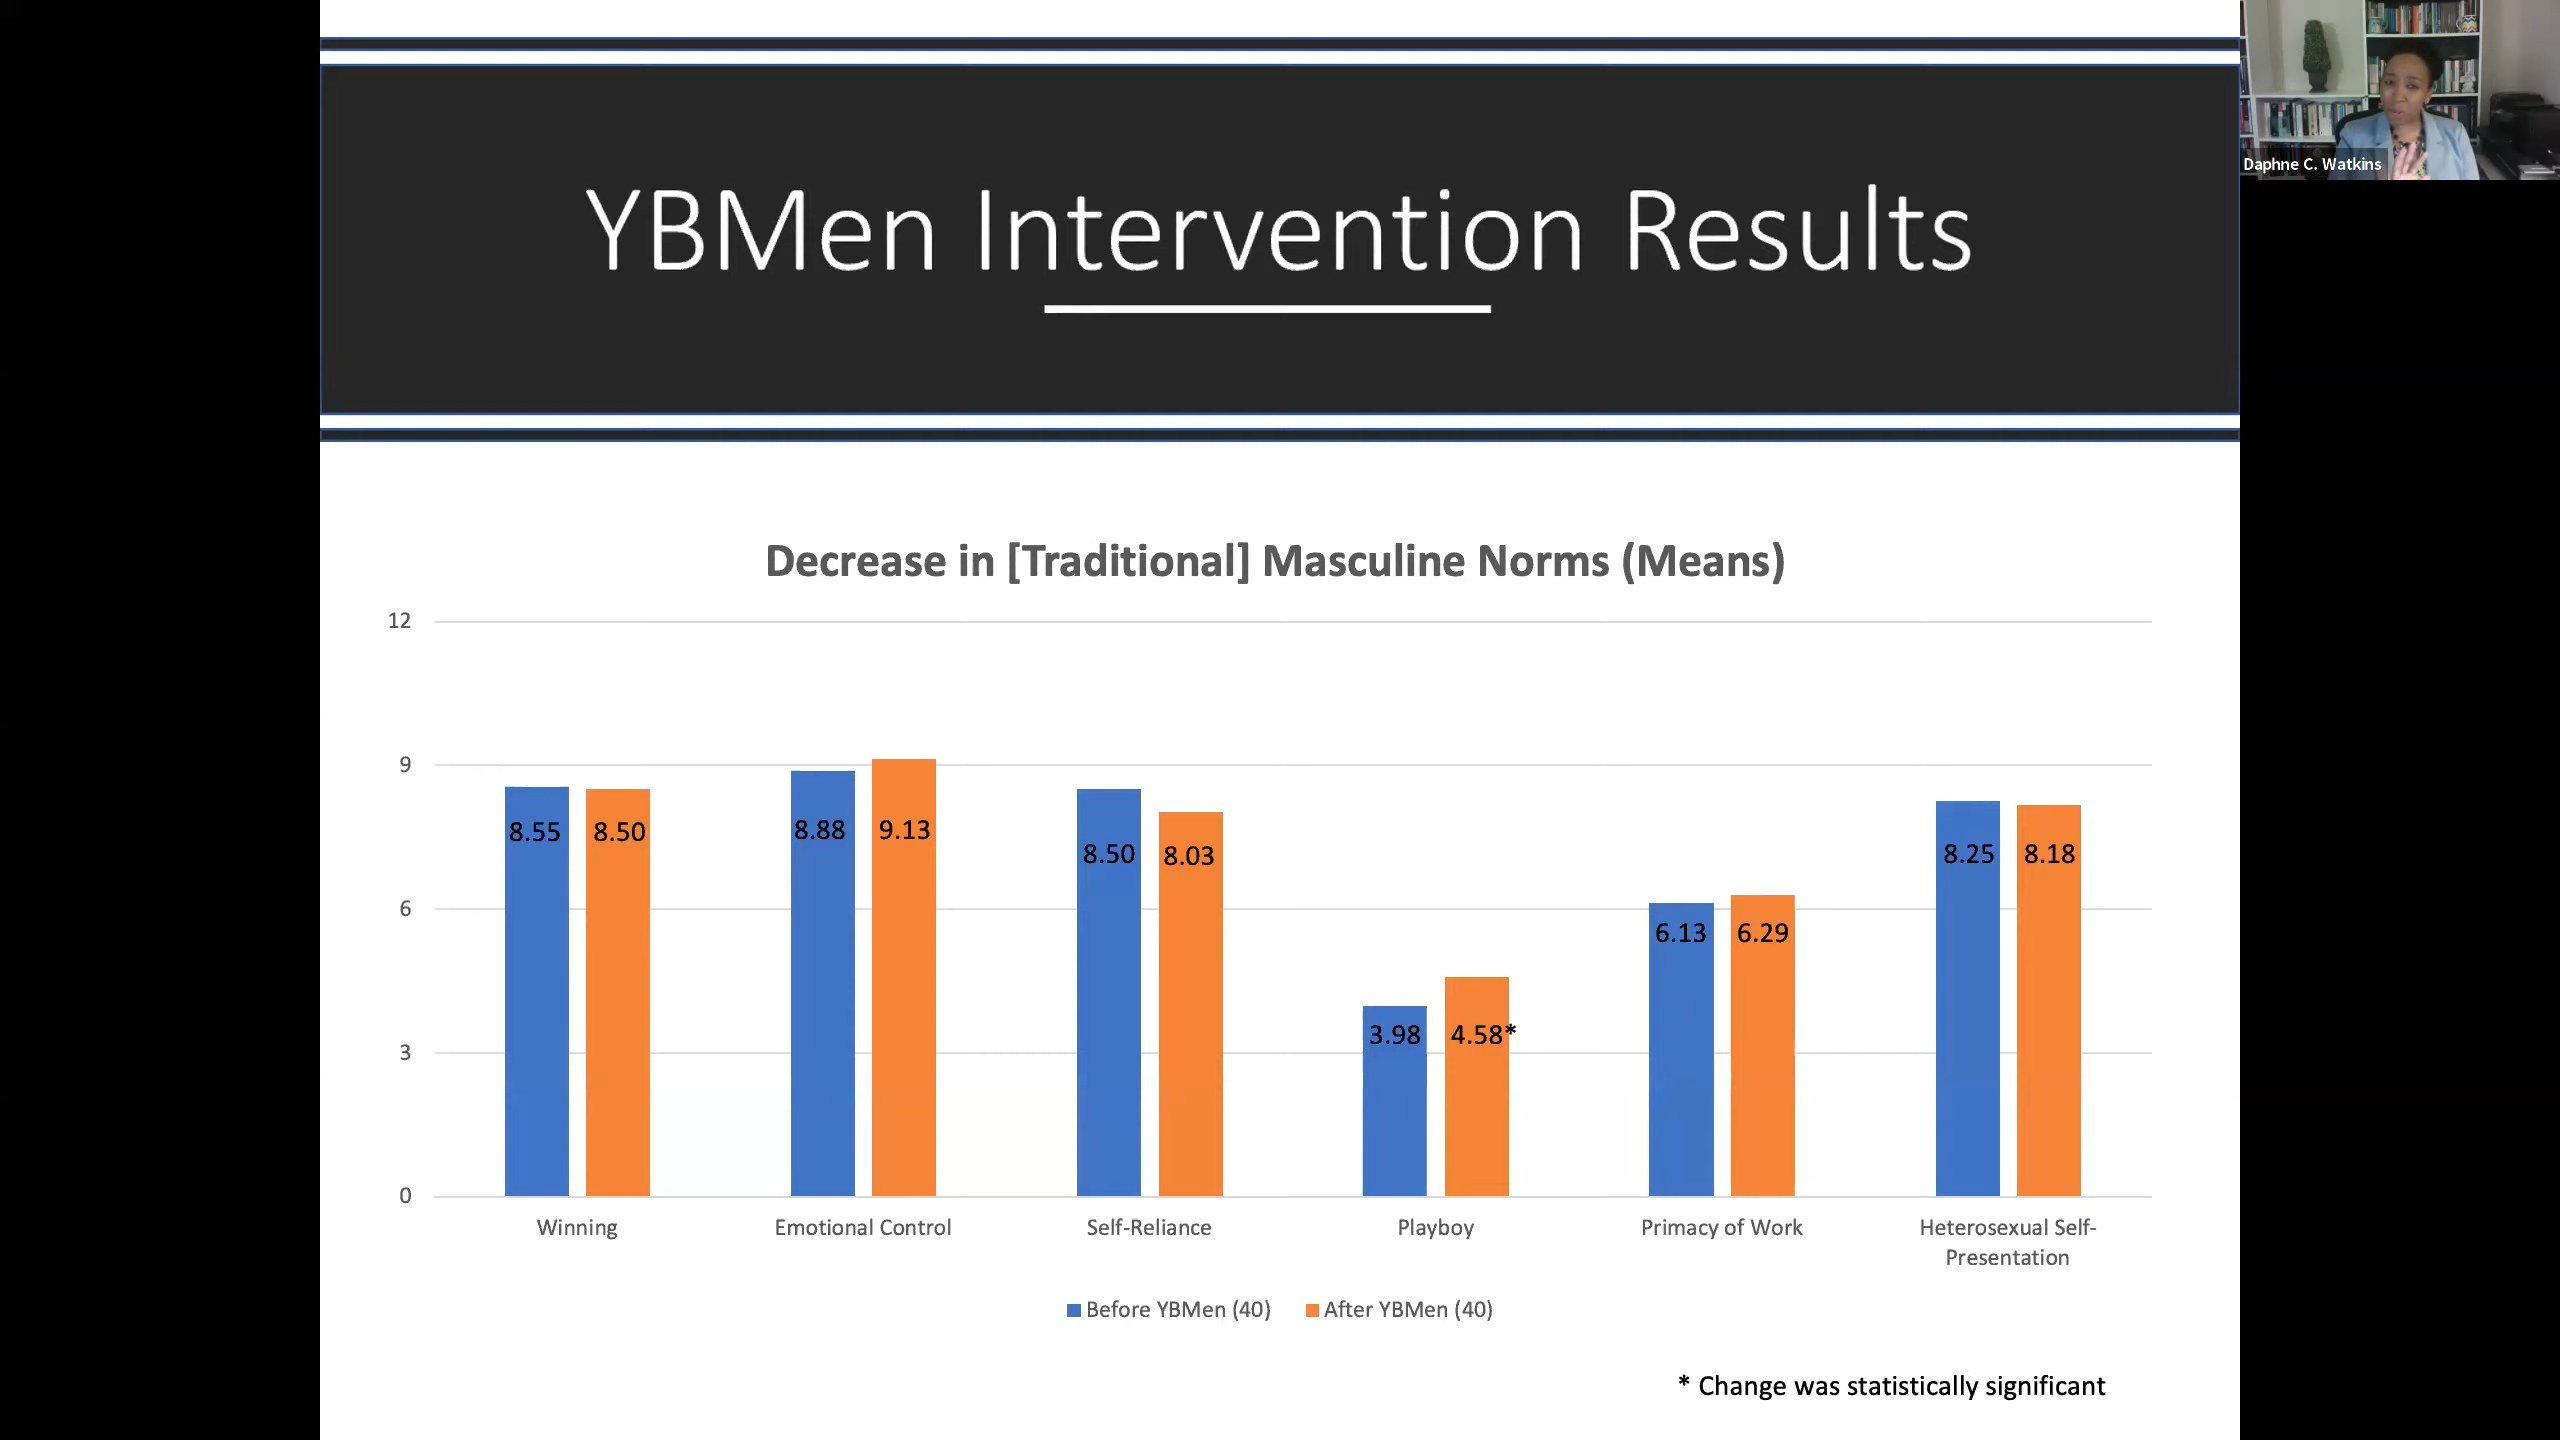 Daphne C. Watkins
YBMen Intervention Results
Decrease in [Traditional] Masculine Norms (Means)
12
9
6
3
0
8.55 8.50 8.88 9.13 8.50 8.03 3.98 4.58* 6.13 6.29 8.25 8.18
Winning Emotional Control Self-Reliance Playboy Primacy of Work Heterosexual Self-
Presentation
Before YBMen (40) After YBMen (40)
* Change was statistically significant